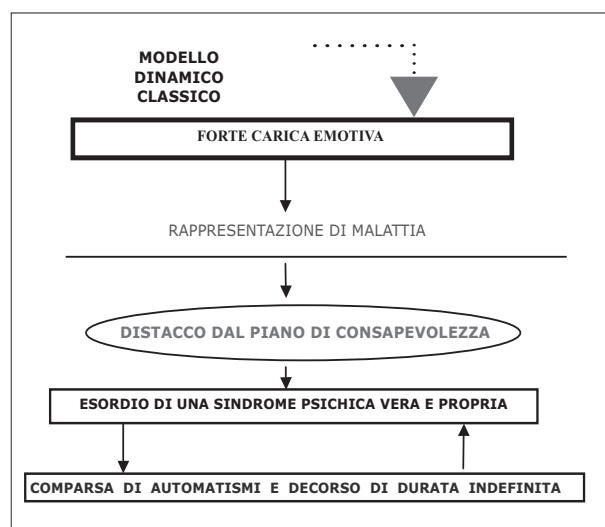 MODELLO
DINAMICO
CLASSICO
FORTE CARICA EMOTIVA
RAPPRESENTAZIONE DI MALATTIA
DISTACCO DAL PIANO DI CONSAPEVOLEZZA
ESORDIO DI UNA SINDROME PSICHICA VERA E PROPRIA
COMPARSA DI AUTOMATISMI E DECORSO DI DURATA INDEFINITA